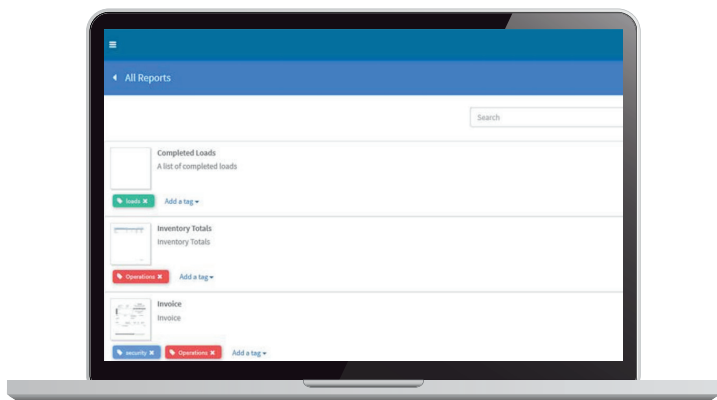 All Reports
Search
Completed Loads
A list of completed loads
loads
Add a tag
Inventory Totals
Inventory Totals
Operations
Add a tag
Invoice
Invoice
security Operations Add a tag